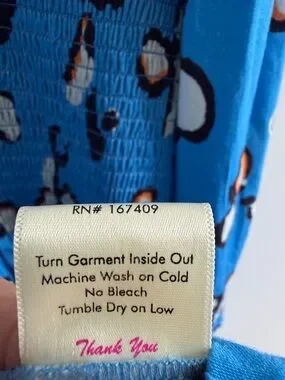 RN# 167409
Turn Garment Inside Out
Machine Wash on Cold
No Bleach
Tumble Dry on Low
Thank You